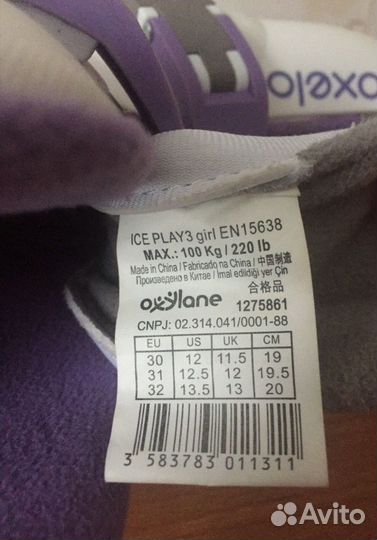 oxelo
ICE PLAY3 girl EN15638
MAX.: 100 Kg / 220 lb
Made in China / Fabricado na China / 中国制造
Произведено в Китае / Imal edildiği yer Çin
合格品
oxylane 1275861
CNPJ: 02.314.041/0001-88
EU US UK CM
30 12 11.5 19
31 12.5 12 19.5
32 13.5 13 20
3 583783 011311
Avito